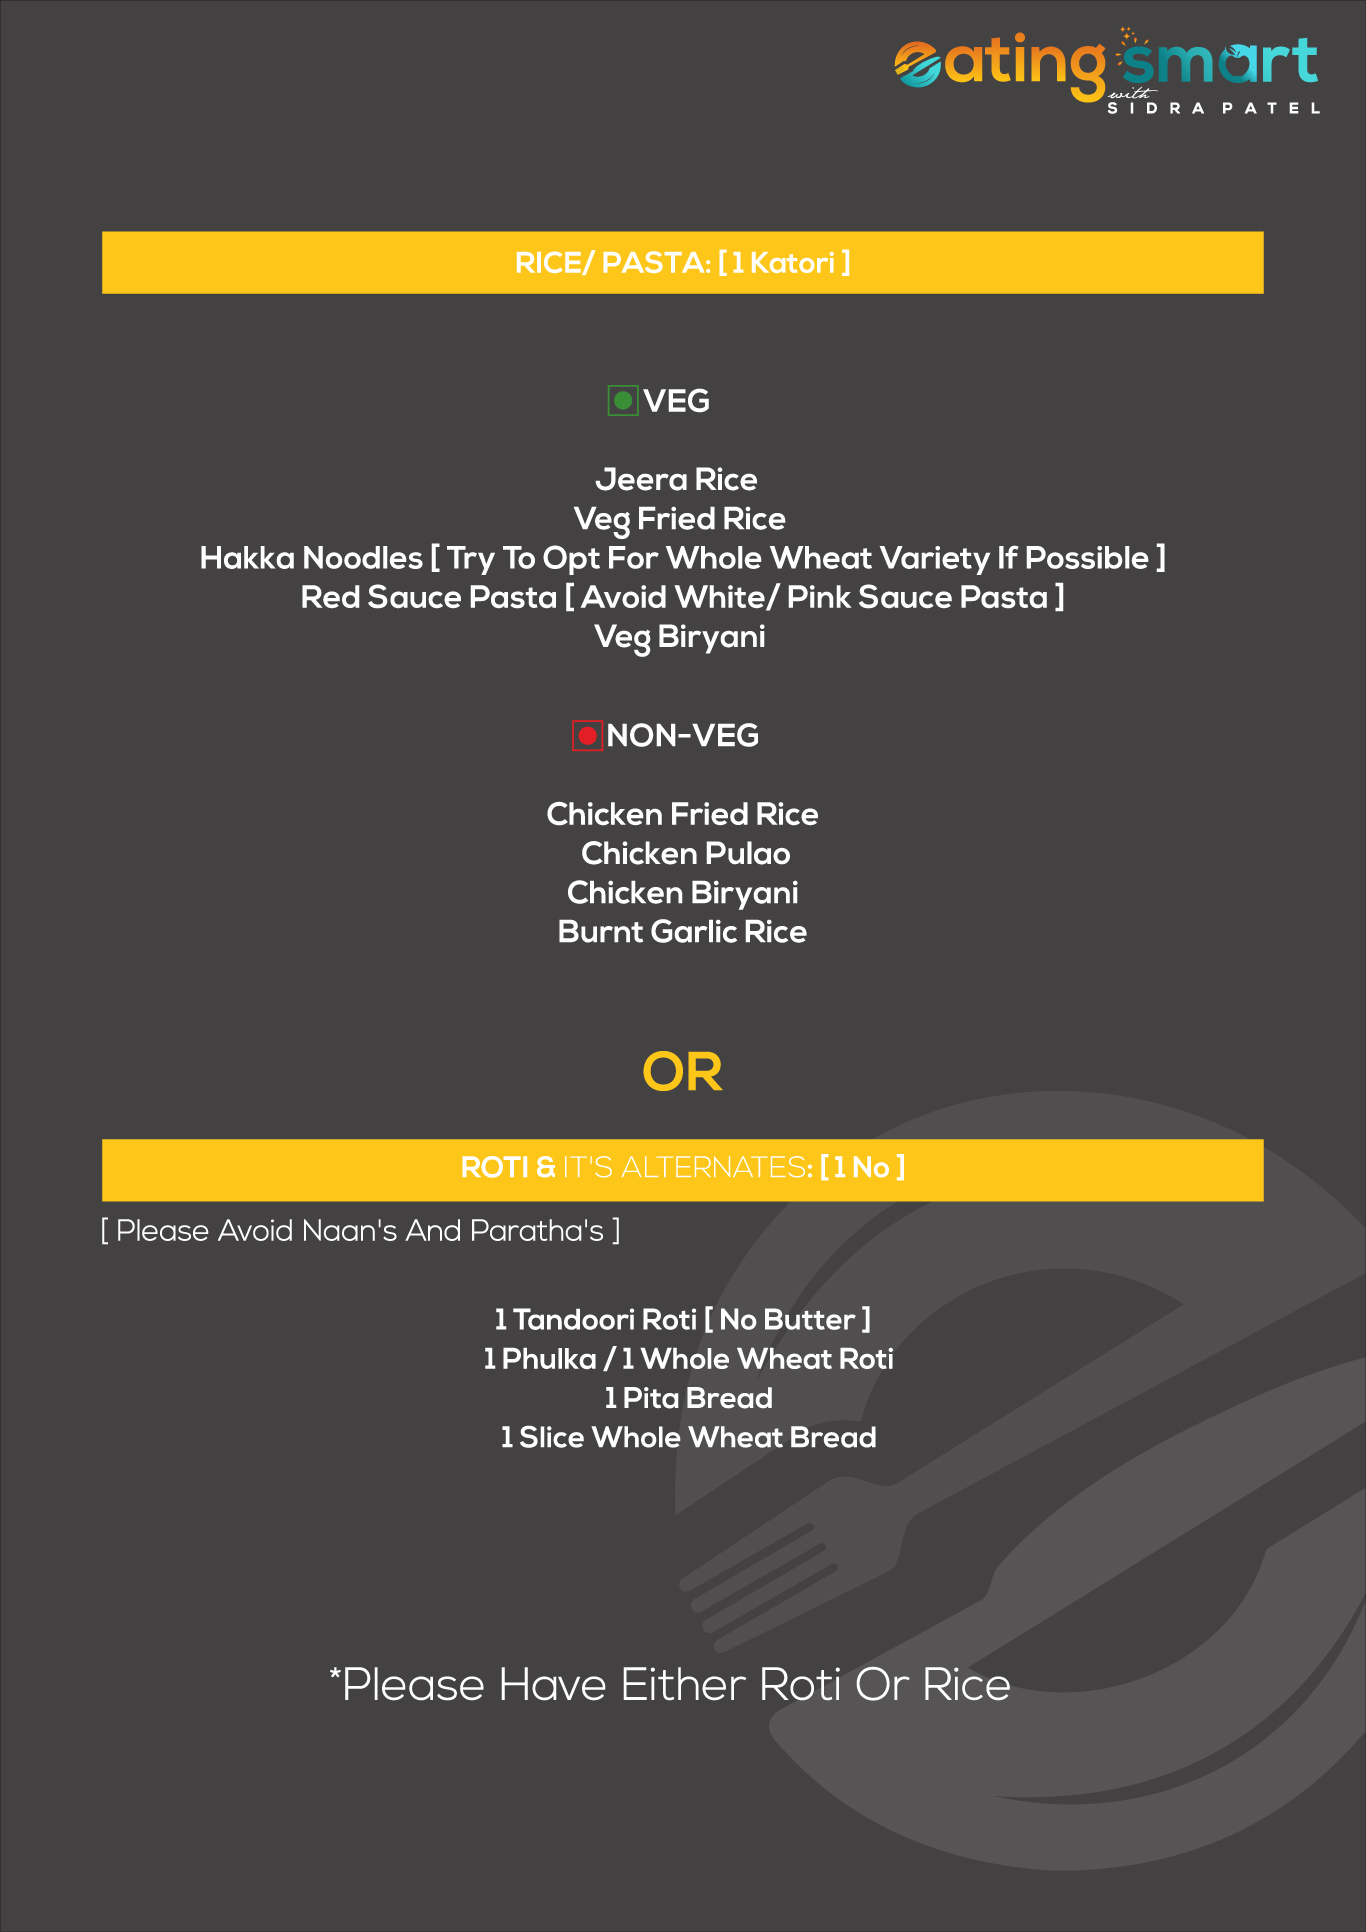 eating smart
with
SIDRA PATEL
RICE/ PASTA: [ 1 Katori ]
VEG
Jeera Rice
Veg Fried Rice
Hakka Noodles [ Try To Opt For Whole Wheat Variety If Possible ]
Red Sauce Pasta [ Avoid White/ Pink Sauce Pasta ]
Veg Biryani
NON-VEG
Chicken Fried Rice
Chicken Pulao
Chicken Biryani
Burnt Garlic Rice
OR
ROTI & IT'S ALTERNATES: [ 1 No ]
[ Please Avoid Naan's And Paratha's ]
1 Tandoori Roti [ No Butter ]
1 Phulka / 1 Whole Wheat Roti
1 Pita Bread
1 Slice Whole Wheat Bread
*Please Have Either Roti Or Rice